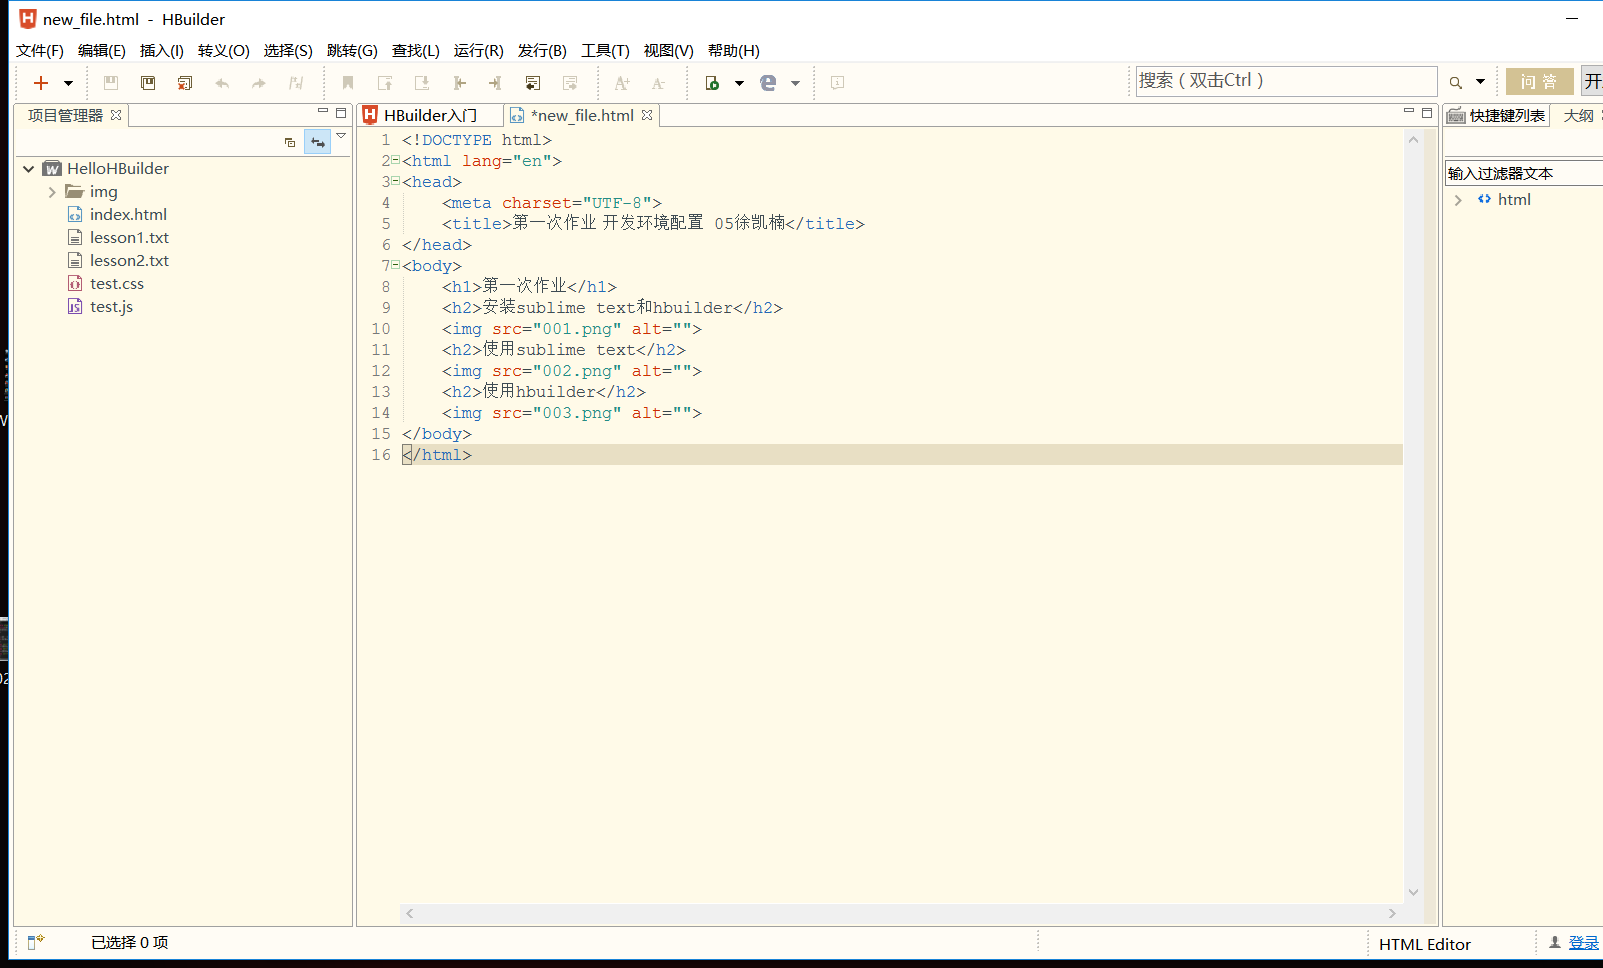 new_file.html - HBuilder
文件(F) 编辑(E) 插入(I) 转义(O) 选择(S) 跳转(G) 查找(L) 运行(R) 发行(B) 工具(T) 视图(V) 帮助(H)
搜索（双击Ctrl） 问 答 开
项目管理器 HBuilder入门 *new_file.html 快捷键列表 大纲
HelloHBuilder
img
index.html
lesson1.txt
lesson2.txt
test.css
test.js
1 <!DOCTYPE html>
2 <html lang="en">
3 <head>
4 <meta charset="UTF-8">
5 <title>第一次作业 开发环境配置 05徐凯楠</title>
6 </head>
7 <body>
8 <h1>第一次作业</h1>
9 <h2>安装sublime text和hbuilder</h2>
10 <img src="001.png" alt="">
11 <h2>使用sublime text</h2>
12 <img src="002.png" alt="">
13 <h2>使用hbuilder</h2>
14 <img src="003.png" alt="">
15 </body>
16 </html>
输入过滤器文本
html
已选择 0 项 HTML Editor 登录